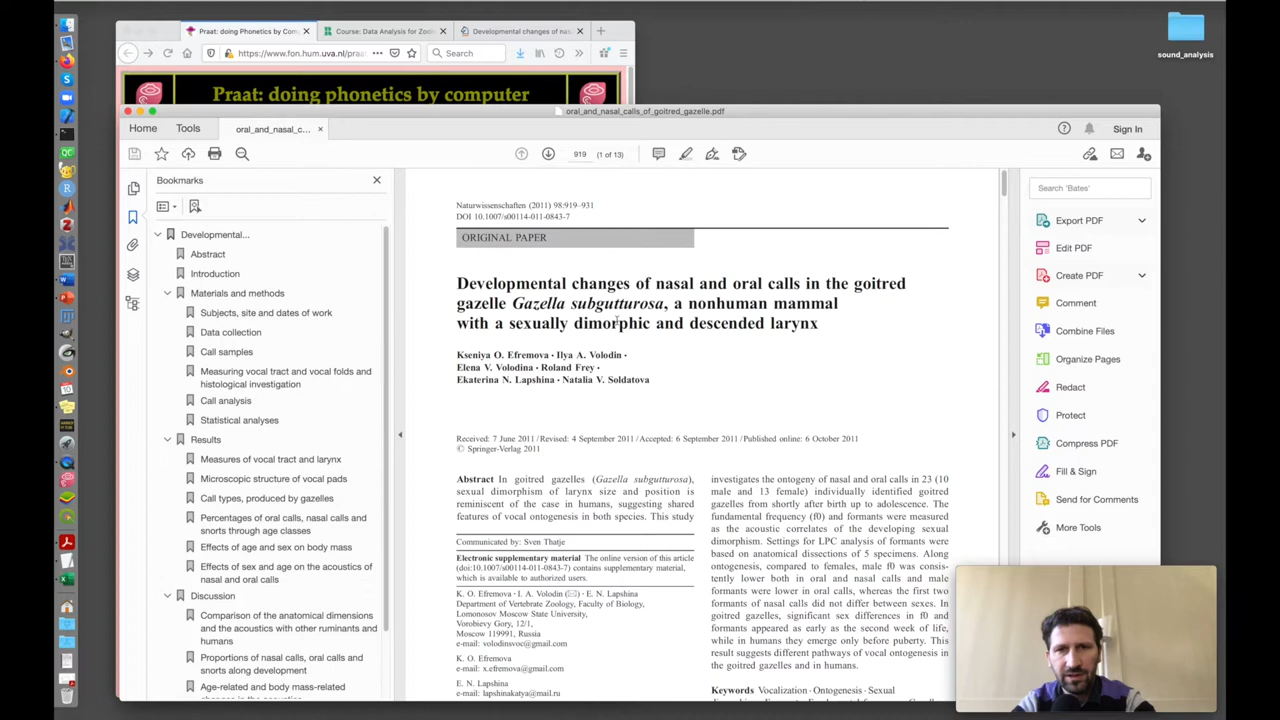 sound_analysis
Praat: doing Phonetics by Com
Course: Data Analysis for Zoo
Developmental changes of nas
https://www.fon.hum.uva.nl/praa
Search
Praat: doing phonetics by computer
oral_and_nasal_calls_of_goitred_gazelle.pdf
Home
Tools
oral_and_nasal_c...
Sign In
919
(1 of 13)
Bookmarks
Developmental...
Abstract
Introduction
Materials and methods
Subjects, site and dates of work
Data collection
Call samples
Measuring vocal tract and vocal folds and
histological investigation
Call analysis
Statistical analyses
Results
Measures of vocal tract and larynx
Microscopic structure of vocal pads
Call types, produced by gazelles
Percentages of oral calls, nasal calls and
snorts through age classes
Effects of age and sex on body mass
Effects of sex and age on the acoustics of
nasal and oral calls
Discussion
Comparison of the anatomical dimensions
and the acoustics with other ruminants and
humans
Proportions of nasal calls, oral calls and
snorts along development
Age-related and body mass-related
Naturwissenschaften (2011) 98:919–931
DOI 10.1007/s00114-011-0843-7
ORIGINAL PAPER
Developmental changes of nasal and oral calls in the goitred
gazelle Gazella subgutturosa, a nonhuman mammal
with a sexually dimorphic and descended larynx
Kseniya O. Efremova · Ilya A. Volodin ·
Elena V. Volodina · Roland Frey ·
Ekaterina N. Lapshina · Natalia V. Soldatova
Received: 7 June 2011 / Revised: 4 September 2011 / Accepted: 6 September 2011 / Published online: 6 October 2011
© Springer-Verlag 2011
Abstract In goitred gazelles (Gazella subgutturosa),
sexual dimorphism of larynx size and position is
reminiscent of the case in humans, suggesting shared
features of vocal ontogenesis in both species. This study
Communicated by: Sven Thatje
Electronic supplementary material The online version of this article
(doi:10.1007/s00114-011-0843-7) contains supplementary material,
which is available to authorized users.
K. O. Efremova · I. A. Volodin (✉) · E. N. Lapshina
Department of Vertebrate Zoology, Faculty of Biology,
Lomonosov Moscow State University,
Vorobievy Gory, 12/1,
Moscow 119991, Russia
e-mail: volodinsvoc@gmail.com
K. O. Efremova
e-mail: x.efremova@gmail.com
E. N. Lapshina
e-mail: lapshinakatya@mail.ru
investigates the ontogeny of nasal and oral calls in 23 (10
male and 13 female) individually identified goitred
gazelles from shortly after birth up to adolescence. The
fundamental frequency (f0) and formants were measured
as the acoustic correlates of the developing sexual
dimorphism. Settings for LPC analysis of formants were
based on anatomical dissections of 5 specimens. Along
ontogenesis, compared to females, male f0 was consis-
tently lower both in oral and nasal calls and male
formants were lower in oral calls, whereas the first two
formants of nasal calls did not differ between sexes. In
goitred gazelles, significant sex differences in f0 and
formants appeared as early as the second week of life,
while in humans they emerge only before puberty. This
result suggests different pathways of vocal ontogenesis in
the goitred gazelles and in humans.
Keywords Vocalization · Ontogenesis · Sexual
Search 'Bates'
Export PDF
Edit PDF
Create PDF
Comment
Combine Files
Organize Pages
Redact
Protect
Compress PDF
Fill & Sign
Send for Comments
More Tools